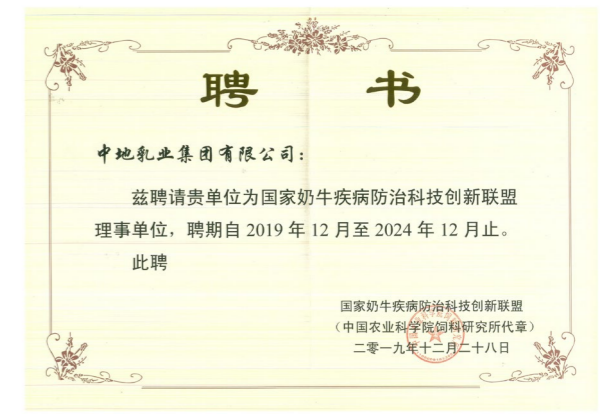 聘 书
中地乳业集团有限公司：
兹聘请贵单位为国家奶牛疾病防治科技创新联盟
理事单位，聘期自 2019 年 12 月至 2024 年 12 月止。
此聘
国家奶牛疾病防治科技创新联盟
（中国农业科学院饲料研究所代章）
二零一九年十二月二十八日